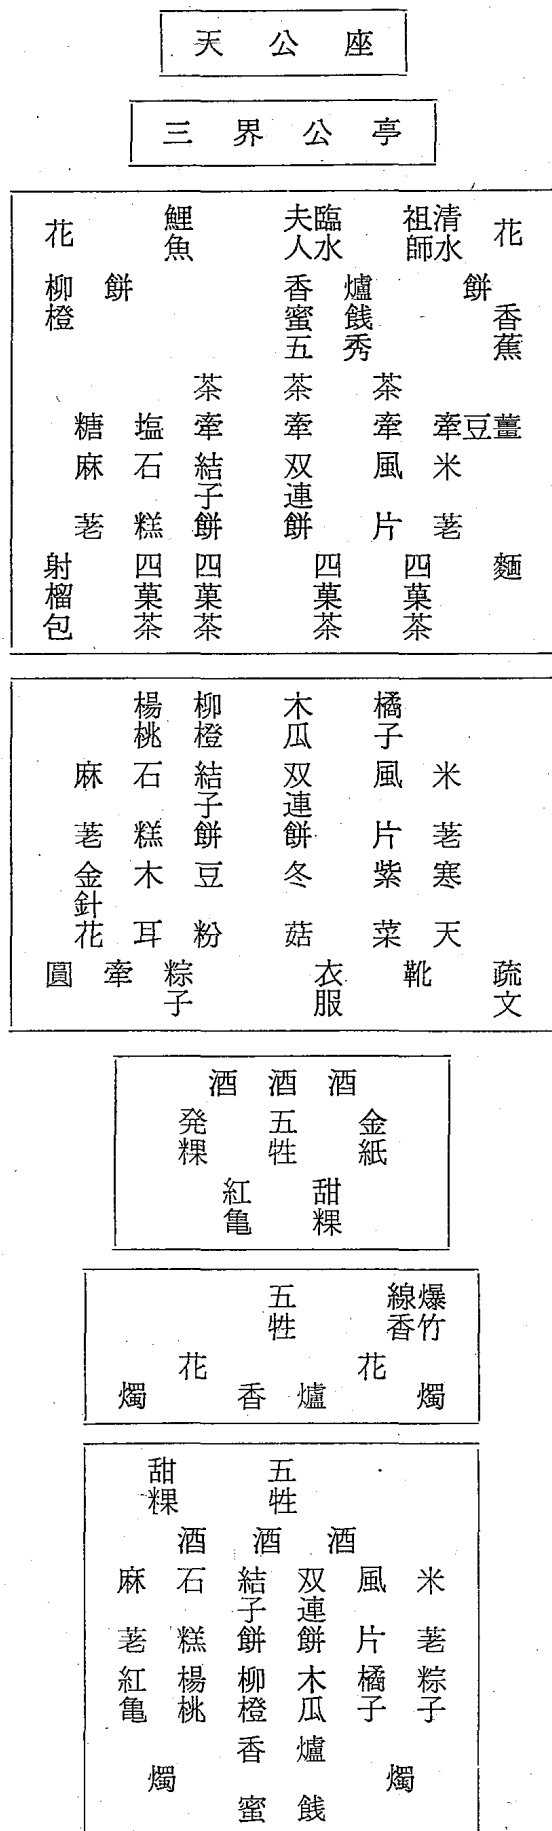 天公座
三界公亭
花 鯉魚 臨水夫人 清水祖師 花
柳橙 餅 香蜜五 爐餞秀 餅 香蕉
茶 茶 茶
糖 塩 牽 牽 牽 牽 豆 薑
麻荖 石糕 結子餅 双連餅 風片 米荖
射榴包 四菓茶 四菓茶 四菓茶 四菓茶 麵
楊桃 柳橙 木瓜 橘子
麻荖 石糕 結子餅 双連餅 風片 米荖
金針花 木耳 豆粉 冬菇 紫菜 寒天
圓 牽 粽子 衣服 靴 疏文
酒 酒 酒
発粿 五牲 金紙
紅亀 甜粿
五牲 爆竹 線香
花 花
燭 香 爐 燭
甜粿 五牲
酒 酒 酒
麻荖 石糕 結子餅 双連餅 風片 米荖
紅亀 楊桃 柳橙 木瓜 橘子 粽子
香 爐
燭 燭
蜜 餞